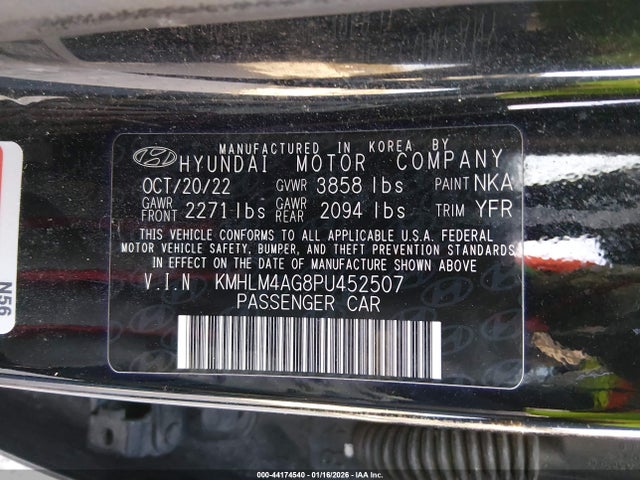 MANUFACTURED IN KOREA BY
HYUNDAI MOTOR COMPANY
OCT/20/22 GVWR 3858 lbs PAINT NKA
GAWR FRONT 2271 lbs GAWR REAR 2094 lbs TRIM YFR
THIS VEHICLE CONFORMS TO ALL APPLICABLE U.S.A. FEDERAL
MOTOR VEHICLE SAFETY, BUMPER, AND THEFT PREVENTION STANDARDS
IN EFFECT ON THE DATE OF MANUFACTURE SHOWN ABOVE
V.I.N KMHLM4AG8PU452507
PASSENGER CAR
N56
000-44174540 - 01/16/2026 - IAA Inc.